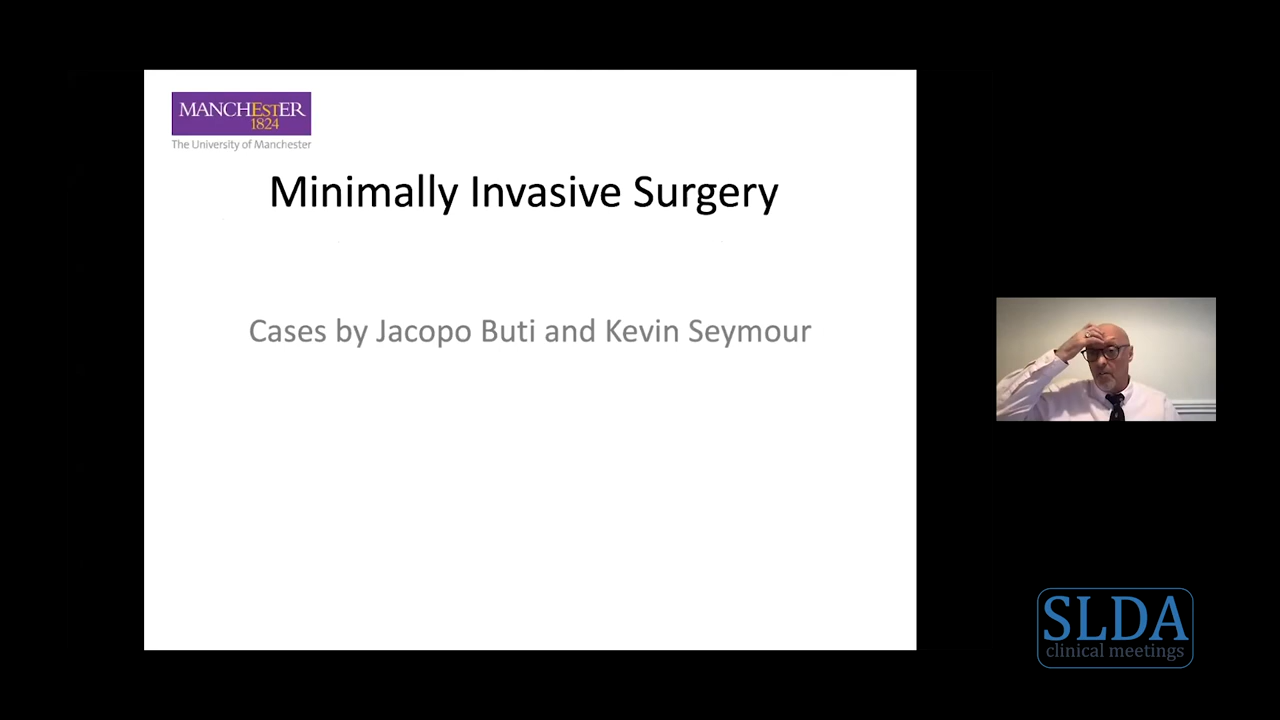 MANCHESTER
1824
The University of Manchester
Minimally Invasive Surgery
Cases by Jacopo Buti and Kevin Seymour
SLDA
clinical meetings